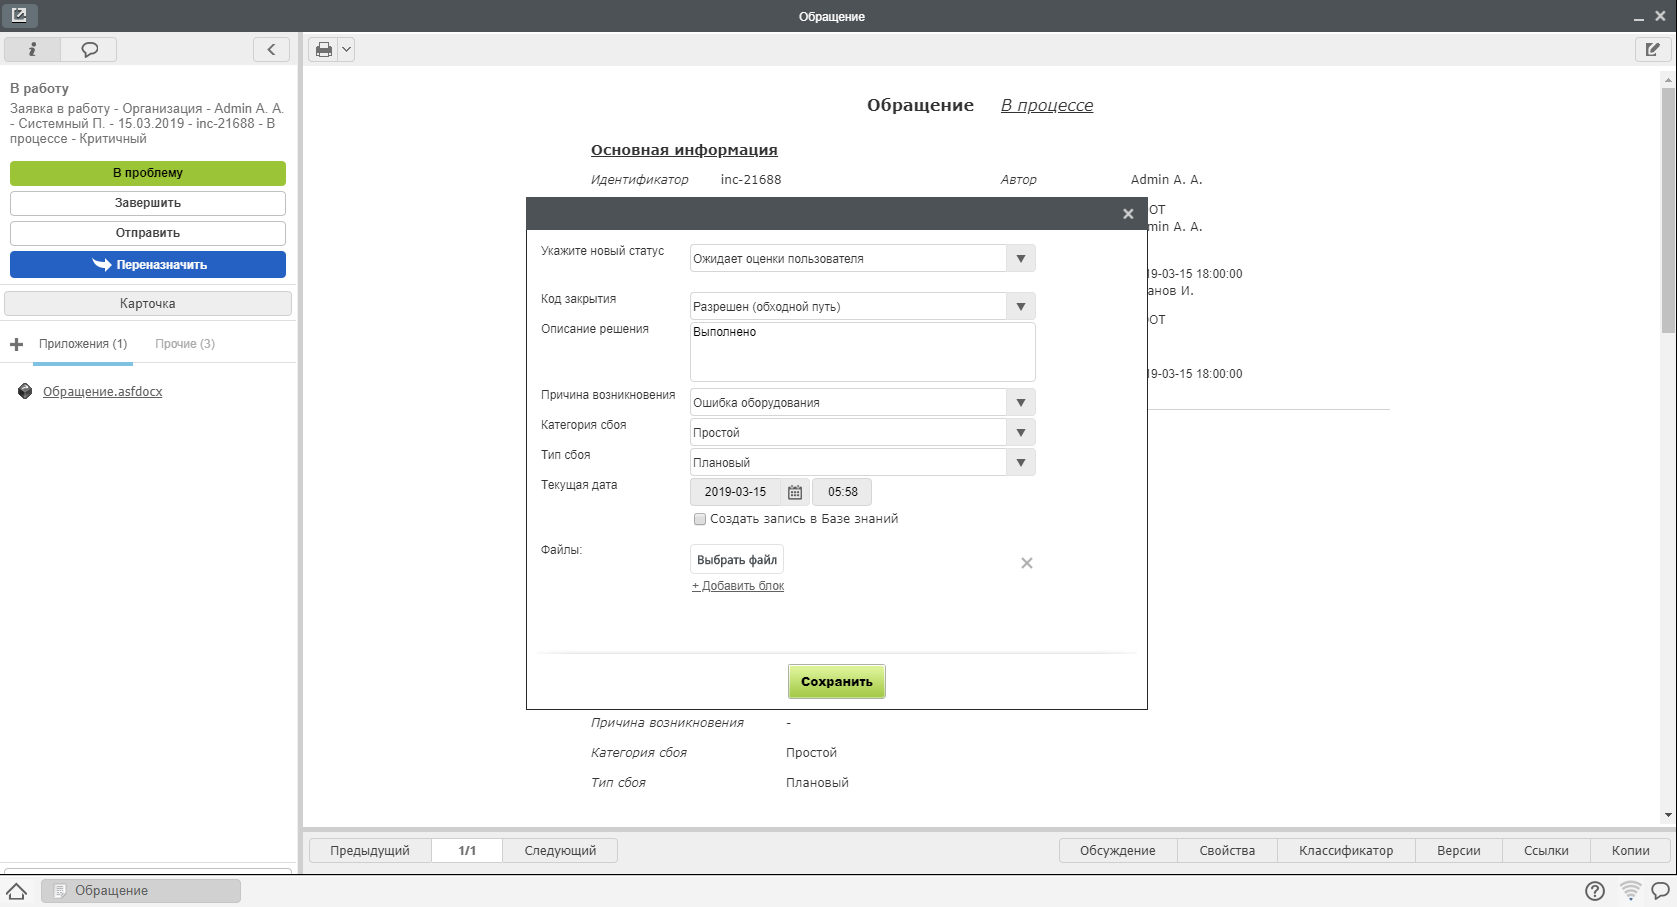 Обращение
В работу
Заявка в работу - Организация - Admin А. А.
- Системный П. - 15.03.2019 - inc-21688 - В
процессе - Критичный
В проблему
Завершить
Отправить
Переназначить
Карточка
Приложения (1) Прочие (3)
Обращение.asfdocx
Обращение В процессе
Основная информация
Идентификатор inc-21688 Автор Admin А. А.
19-03-15 18:00:00
анов И.
19-03-15 18:00:00
Укажите новый статус Ожидает оценки пользователя
Код закрытия Разрешен (обходной путь)
Описание решения Выполнено
Причина возникновения Ошибка оборудования
Категория сбоя Простой
Тип сбоя Плановый
Текущая дата 2019-03-15 05:58
Создать запись в Базе знаний
Файлы: Выбрать файл
+ Добавить блок
Сохранить
Причина возникновения -
Категория сбоя Простой
Тип сбоя Плановый
Предыдущий 1/1 Следующий Обсуждение Свойства Классификатор Версии Ссылки Копии
Обращение